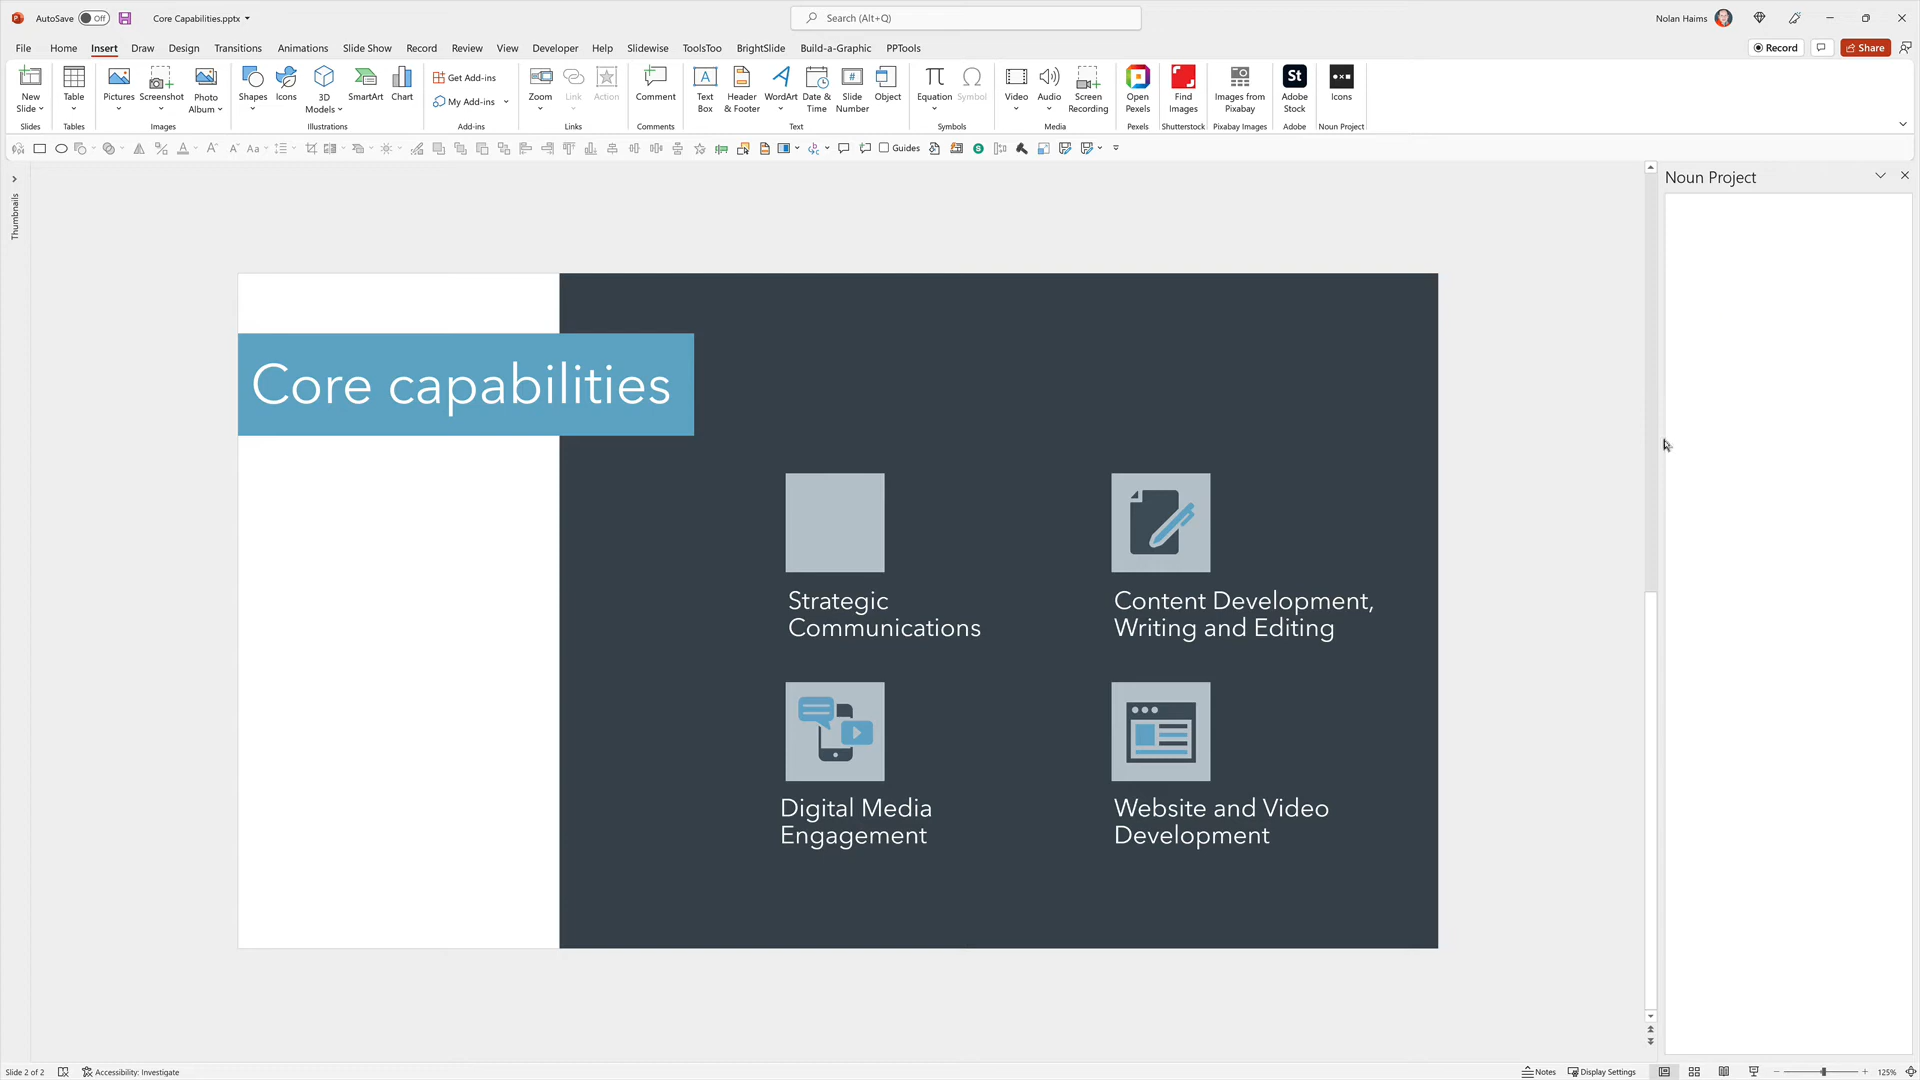 AutoSave Off
Core Capabilities.pptx
Search (Alt+Q)
Nolan Haims
File Home Insert Draw Design Transitions Animations Slide Show Record Review View Developer Help Slidewise ToolsToo BrightSlide Build-a-Graphic PPTools
Record
Share
New Slide
Table
Pictures
Screenshot
Photo Album
Shapes
Icons
3D Models
SmartArt
Chart
Get Add-ins
My Add-ins
Zoom
Link
Action
Comment
Text Box
Header & Footer
WordArt
Date & Time
Slide Number
Object
Equation
Symbol
Video
Audio
Screen Recording
Open Pexels
Find Images
Images from Pixabay
St
Adobe Stock
Icons
Slides Tables Images Illustrations Add-ins Links Comments Text Symbols Media Pexels Shutterstock Pixabay Images Adobe Noun Project
Guides
Thumbnails
Noun Project
Core capabilities
Strategic
Communications
Content Development,
Writing and Editing
Digital Media
Engagement
Website and Video
Development
Slide 2 of 2
Accessibility: Investigate
Notes
Display Settings
125%